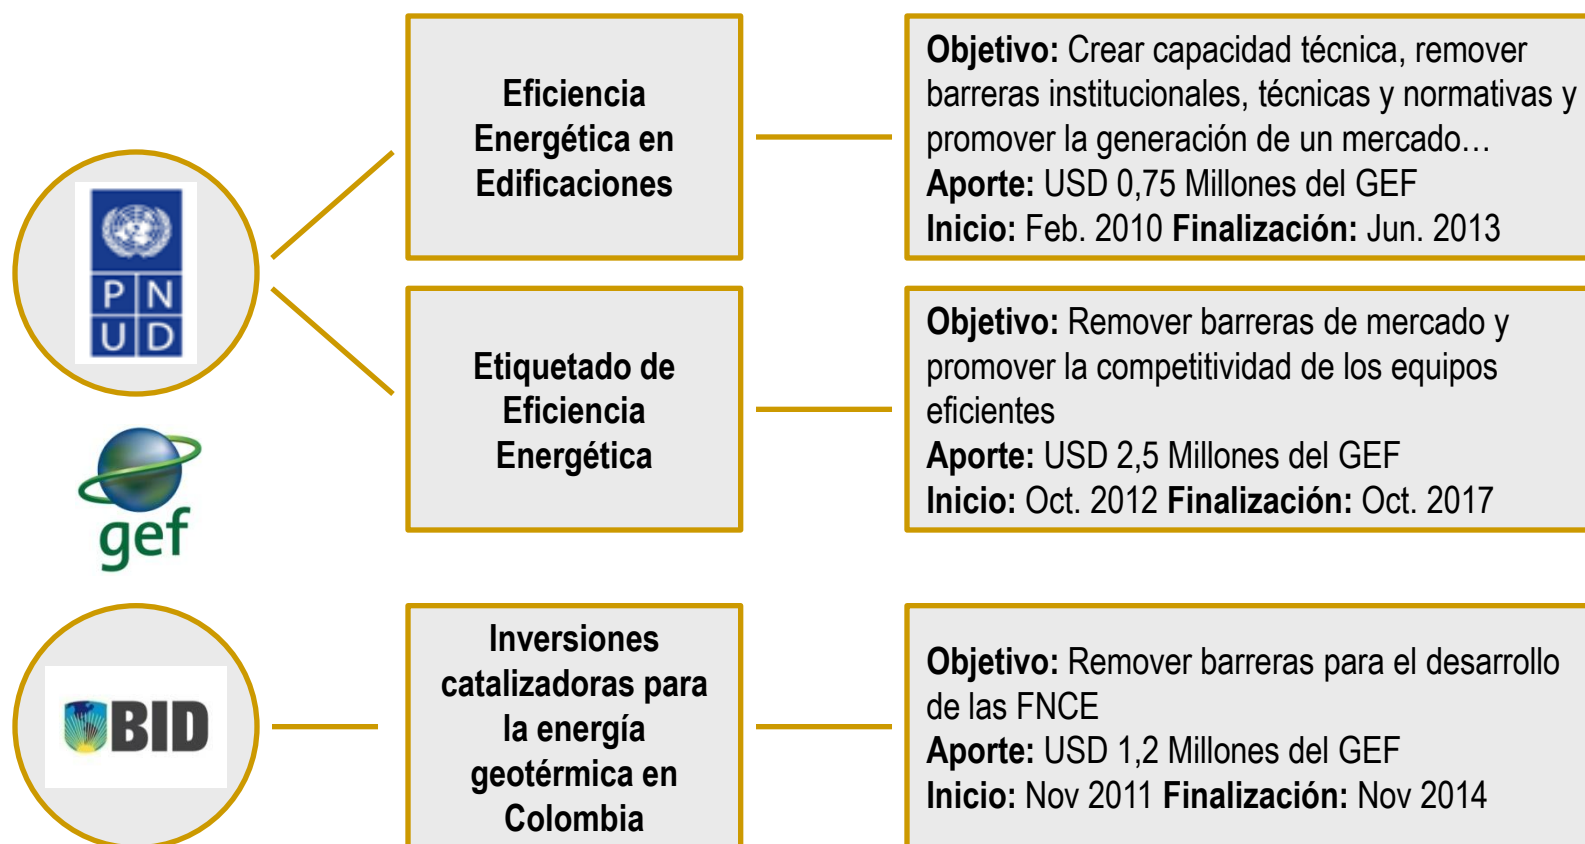 PN
UD
gef
Eficiencia
Energética en
Edificaciones
Objetivo: Crear capacidad técnica, remover
barreras institucionales, técnicas y normativas y
promover la generación de un mercado…
Aporte: USD 0,75 Millones del GEF
Inicio: Feb. 2010 Finalización: Jun. 2013
Etiquetado de
Eficiencia
Energética
Objetivo: Remover barreras de mercado y
promover la competitividad de los equipos
eficientes
Aporte: USD 2,5 Millones del GEF
Inicio: Oct. 2012 Finalización: Oct. 2017
BID
Inversiones
catalizadoras para
la energía
geotérmica en
Colombia
Objetivo: Remover barreras para el desarrollo
de las FNCE
Aporte: USD 1,2 Millones del GEF
Inicio: Nov 2011 Finalización: Nov 2014